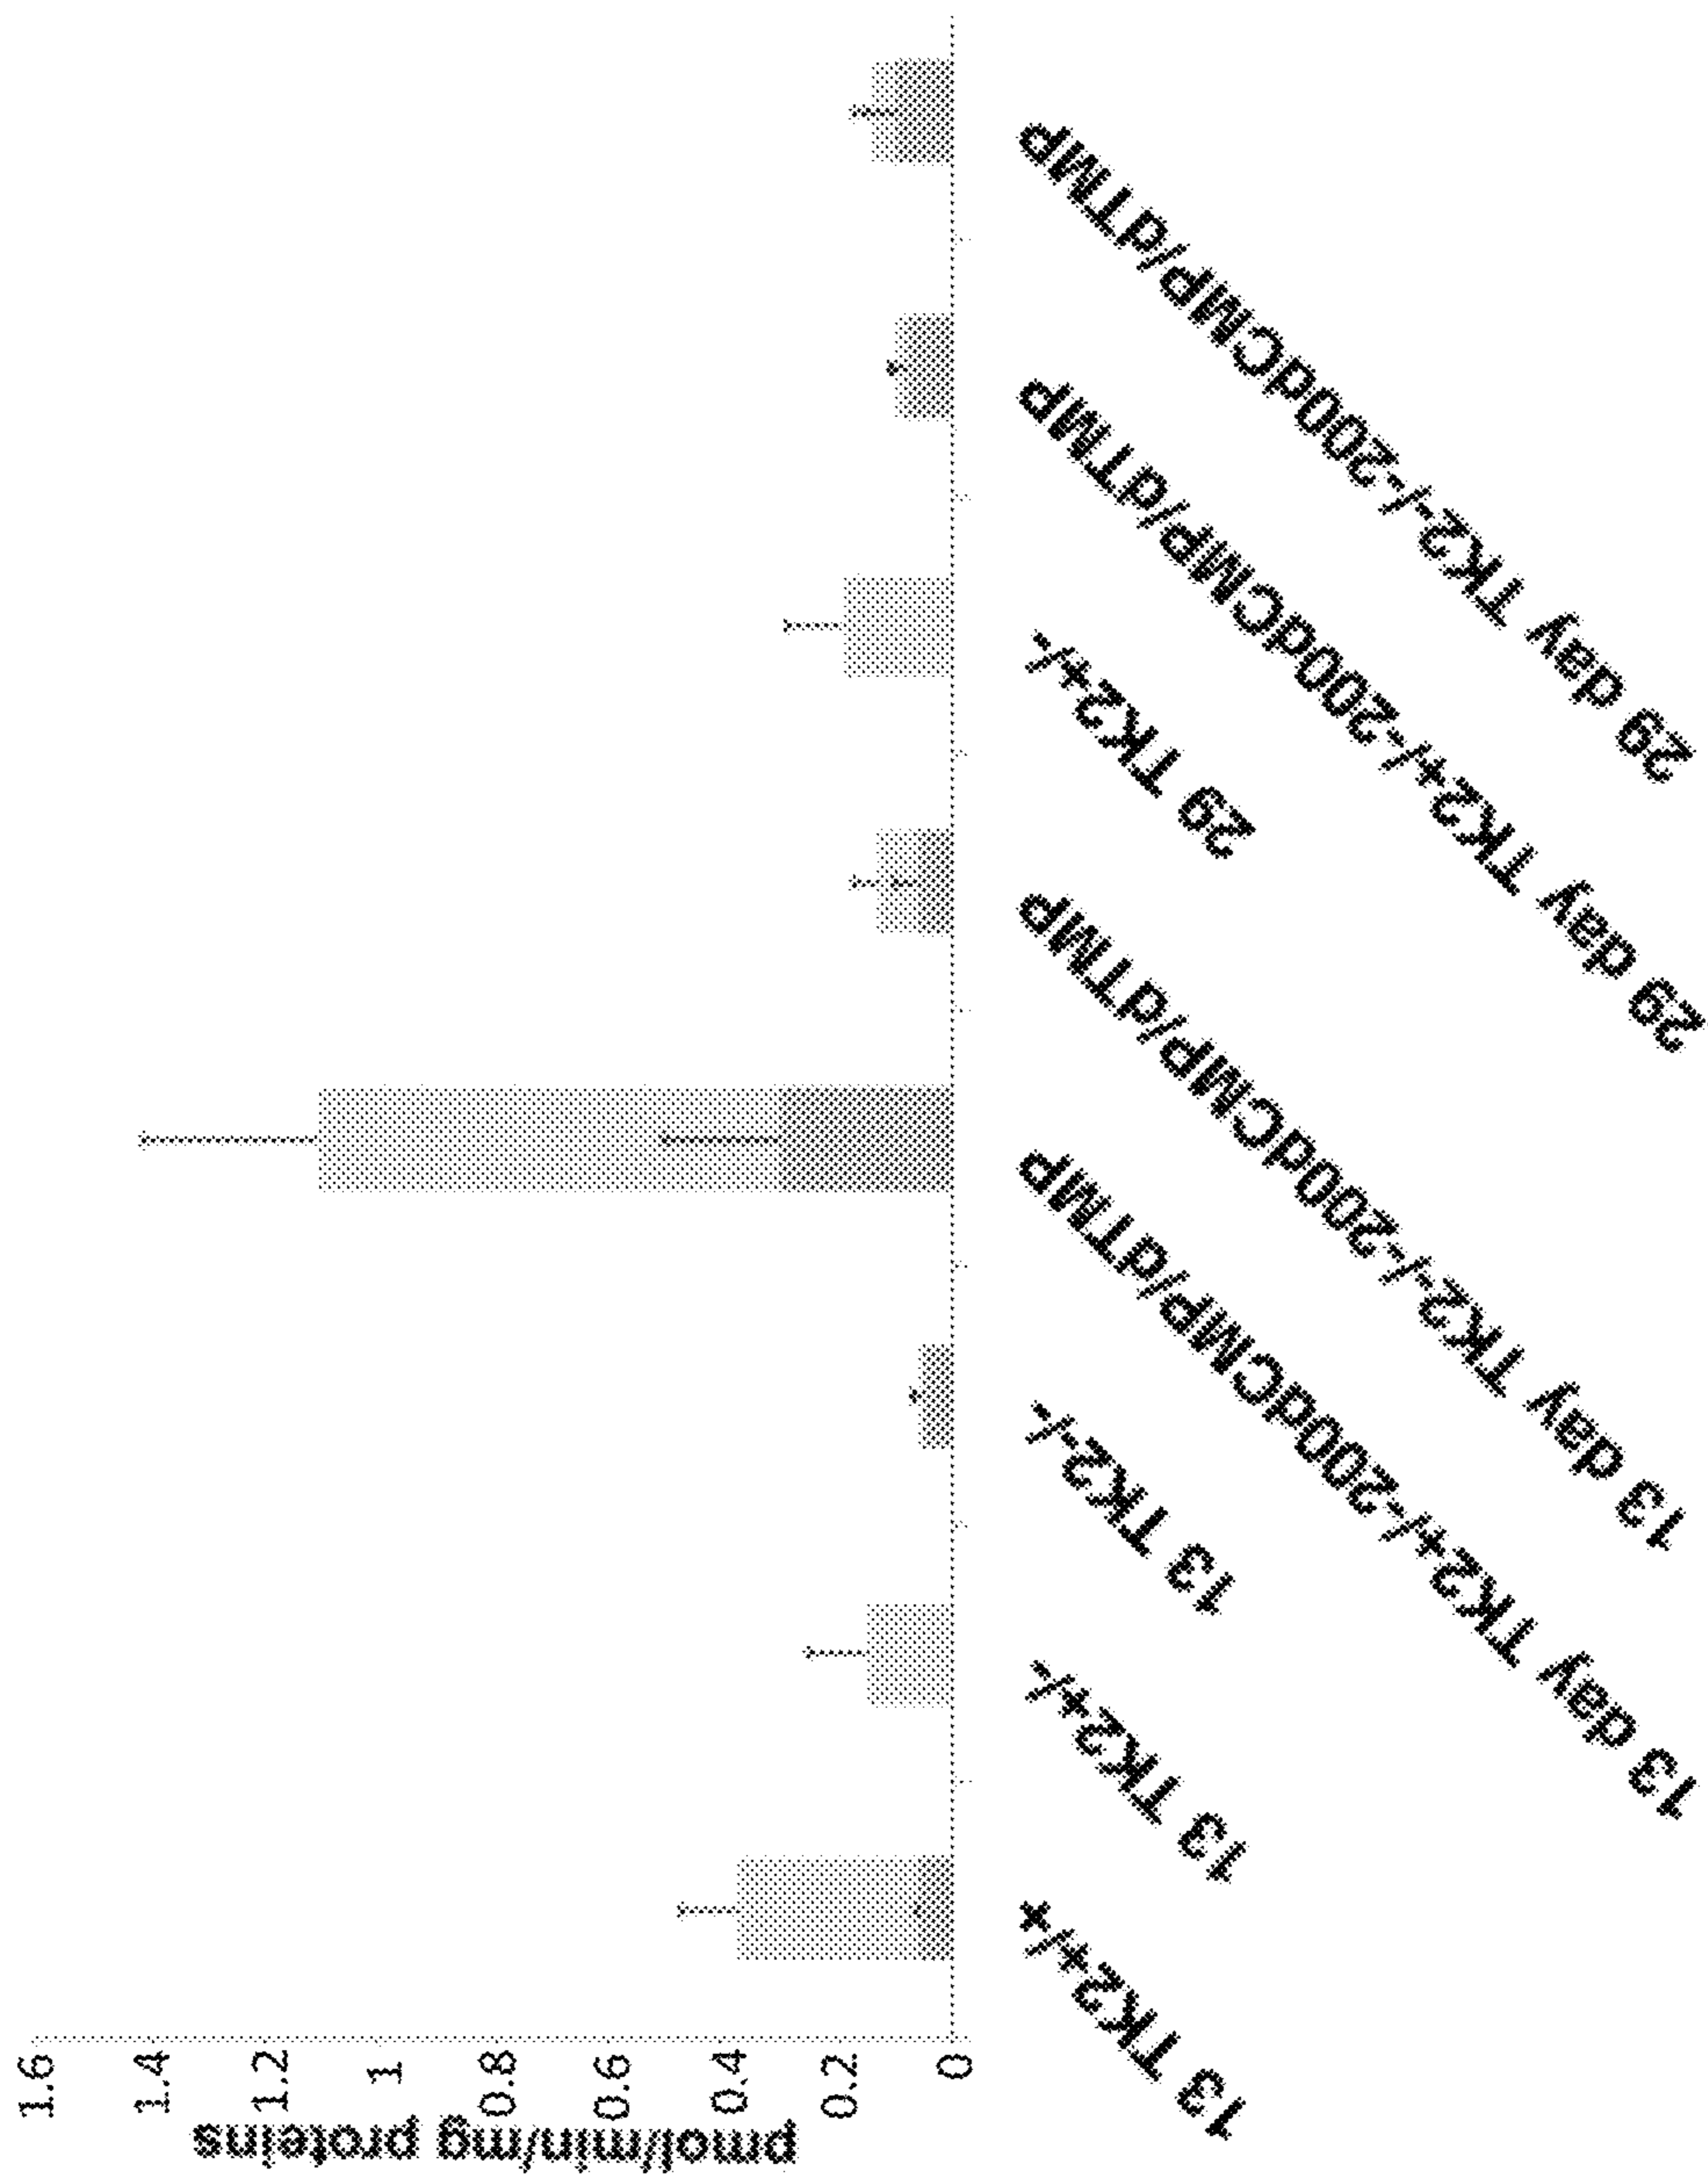 pmol/min/mg proteins
1.6
1.4
1.2
1
0.8
0.6
0.4
0.2
0
13 TK2+/+
13 TK2+/-
13 TK2-/-
13 day TK2+/-200dCMP/dTMP
13 day TK2-/-200dCMP/dTMP
29 TK2+/-
29 day TK2+/-200dCMP/dTMP
29 day TK2-/-200dCMP/dTMP